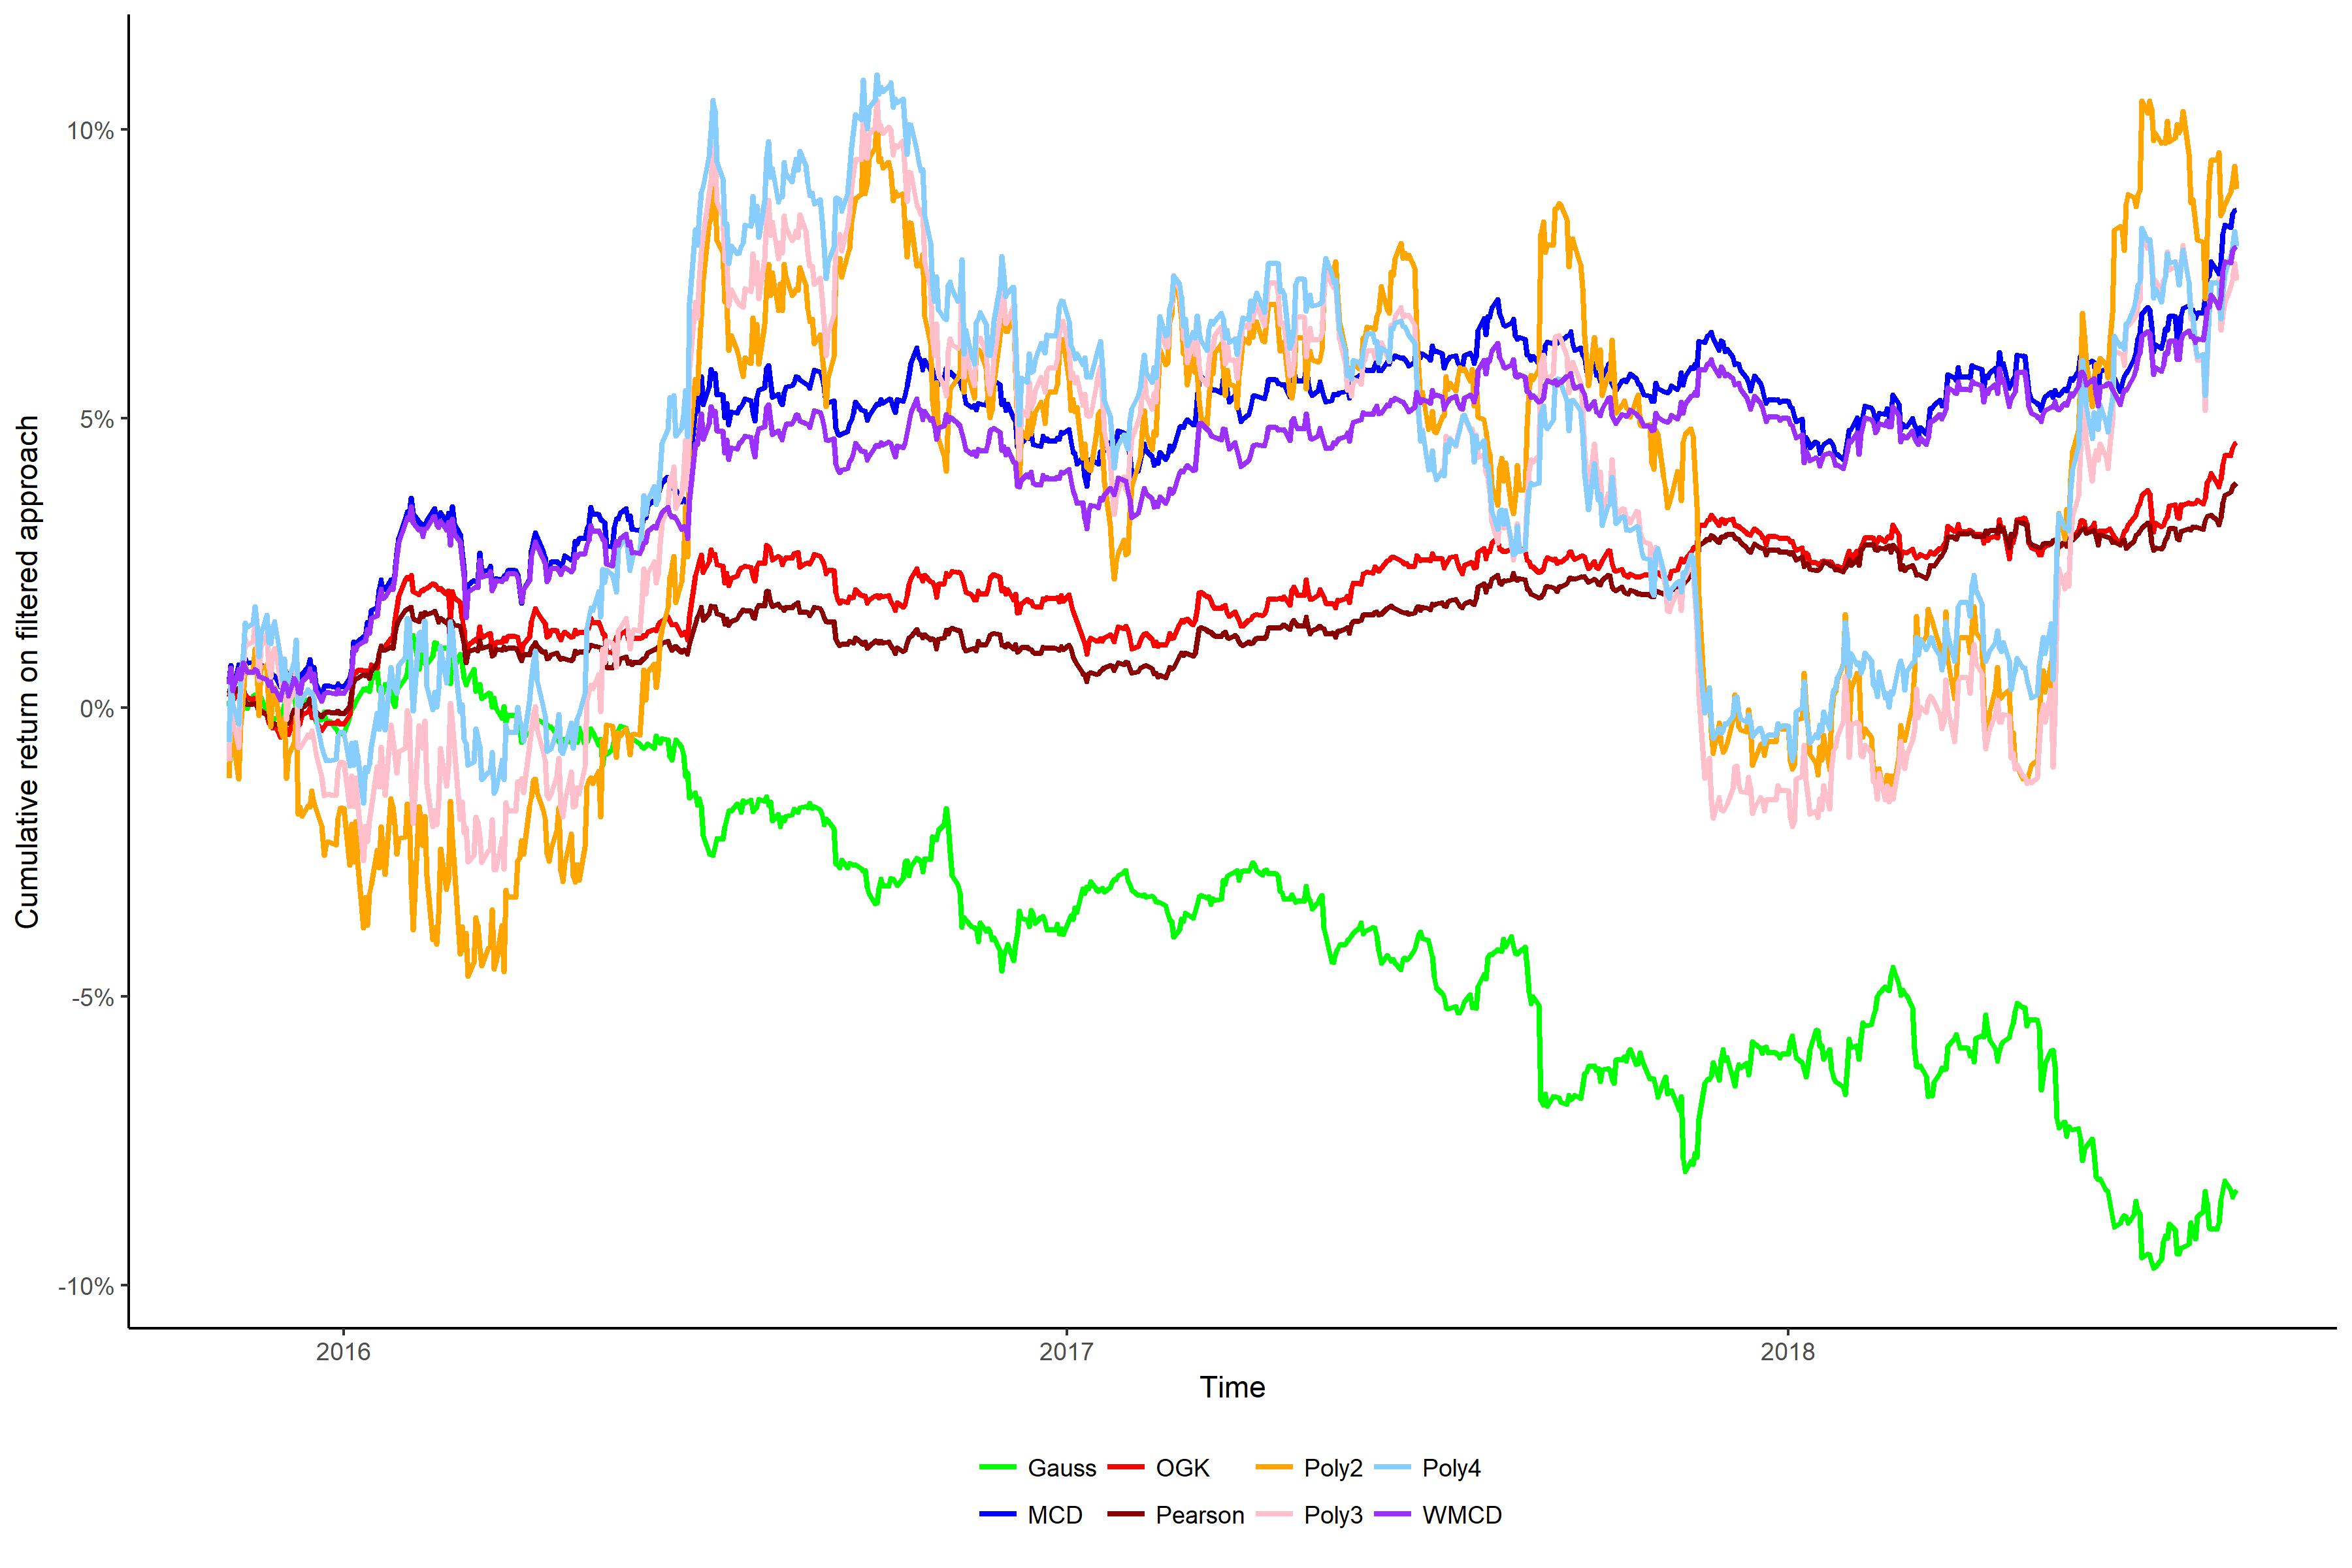 Cumulative return on filtered approach
10%
5%
0%
-5%
-10%
2016 2017 2018
Time
Gauss OGK Poly2 Poly4
MCD Pearson Poly3 WMCD